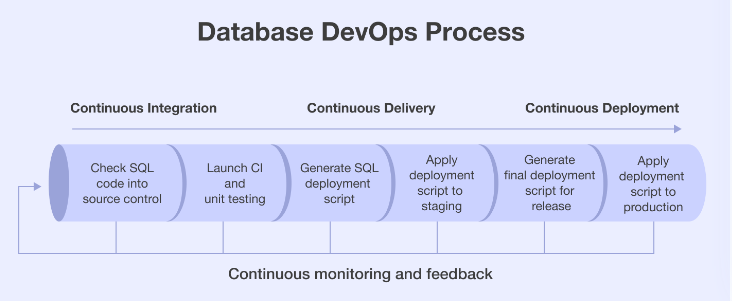 Database DevOps Process
Continuous Integration
Continuous Delivery
Continuous Deployment
Check SQL
code into
source control
Launch CI
and
unit testing
Generate SQL
deployment
script
Apply
deployment
script to
staging
Generate
final deployment
script for
release
Apply
deployment
script to
production
Continuous monitoring and feedback